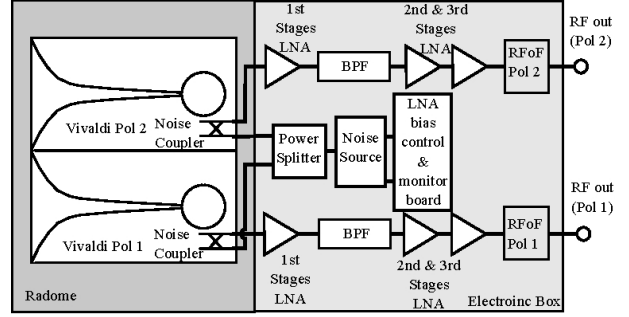 1st
Stages
LNA
2nd & 3rd
Stages
LNA
RF out
(Pol 2)
BPF
RFoF
Pol 2
Vivaldi Pol 2
Noise
Coupler
Power
Splitter
Noise
Source
LNA
bias
control
&
monitor
board
RF out
(Pol 1)
Vivaldi Pol 1
Noise
Coupler
BPF
RFoF
Pol 1
1st
Stages
LNA
2nd & 3rd
Stages
LNA
Radome
Electroinc Box